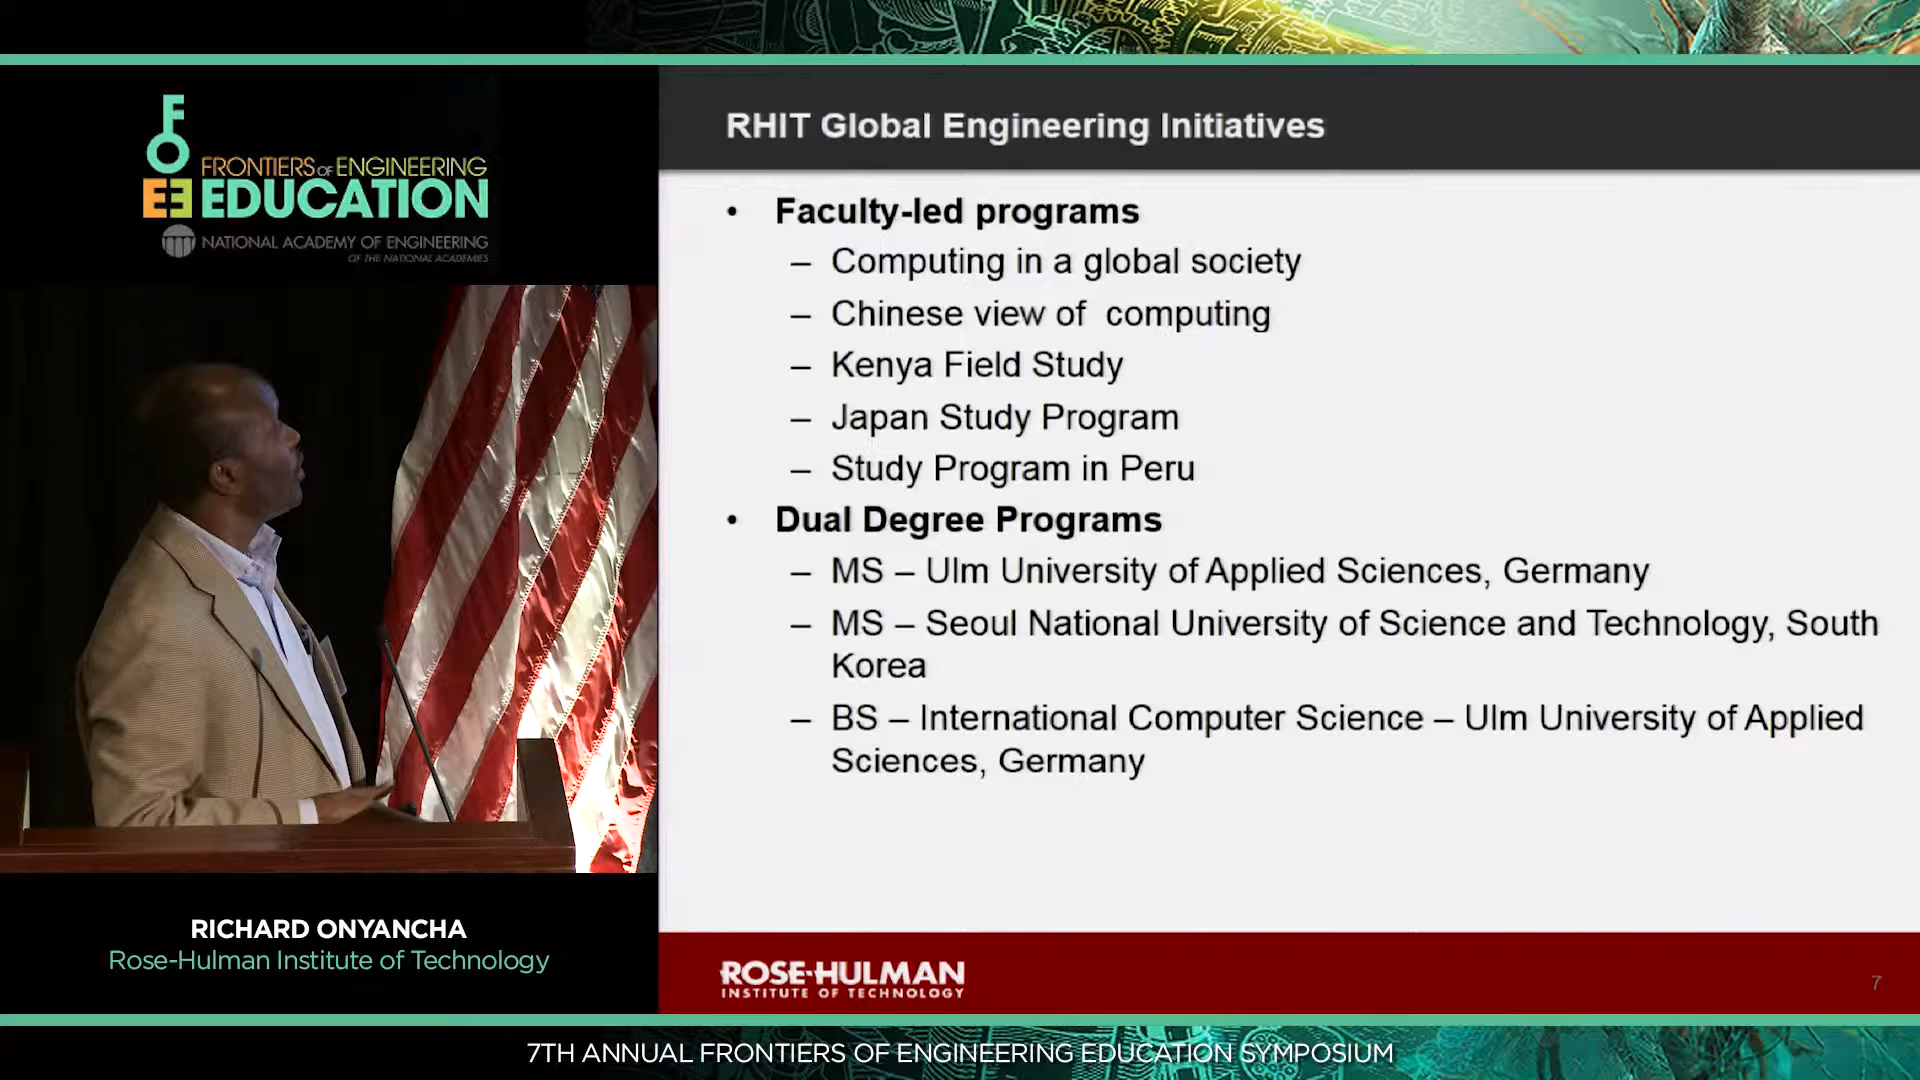 FOEE
FRONTIERS OF ENGINEERING
EDUCATION
NATIONAL ACADEMY OF ENGINEERING
OF THE NATIONAL ACADEMIES
RICHARD ONYANCHA
Rose-Hulman Institute of Technology
RHIT Global Engineering Initiatives
• Faculty-led programs
– Computing in a global society
– Chinese view of computing
– Kenya Field Study
– Japan Study Program
– Study Program in Peru
• Dual Degree Programs
– MS – Ulm University of Applied Sciences, Germany
– MS – Seoul National University of Science and Technology, South
Korea
– BS – International Computer Science – Ulm University of Applied
Sciences, Germany
ROSE-HULMAN
INSTITUTE OF TECHNOLOGY
7
7TH ANNUAL FRONTIERS OF ENGINEERING EDUCATION SYMPOSIUM